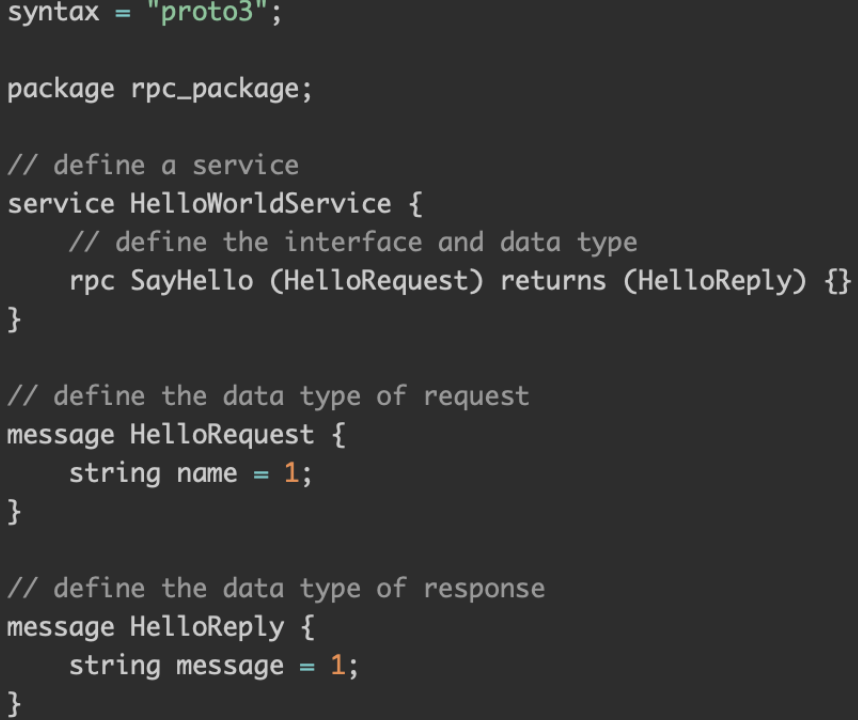 syntax = "proto3";
package rpc_package;
// define a service
service HelloWorldService {
    // define the interface and data type
    rpc SayHello (HelloRequest) returns (HelloReply) {}
}
// define the data type of request
message HelloRequest {
    string name = 1;
}
// define the data type of response
message HelloReply {
    string message = 1;
}